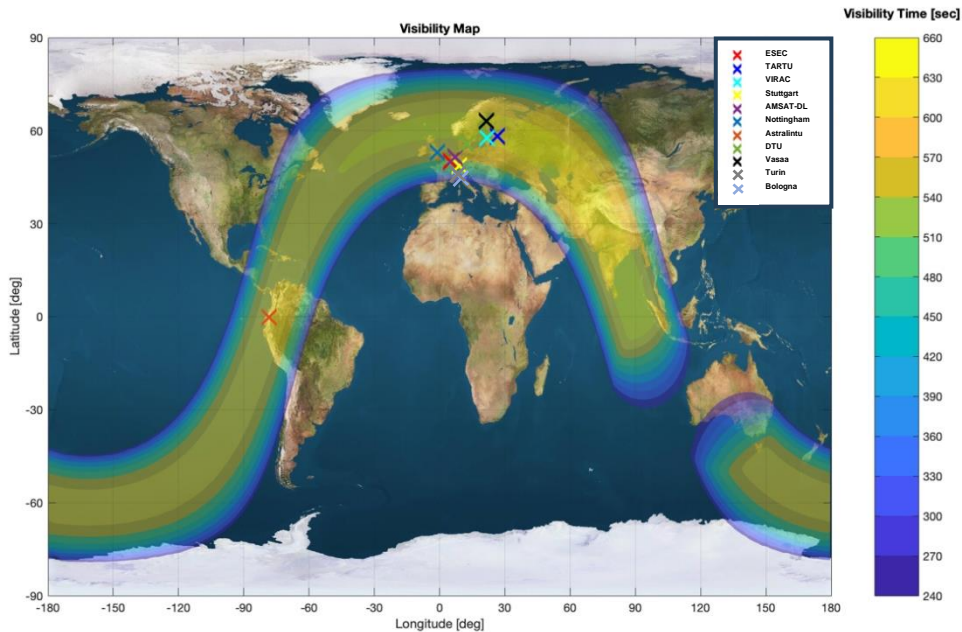 Visibility Map
Visibility Time [sec]
ESEC
TARTU
VIRAC
Stuttgart
AMSAT-DL
Nottingham
Astralintu
DTU
Vasaa
Turin
Bologna
90
60
30
0
-30
-60
-90
Latitude [deg]
-180 -150 -120 -90 -60 -30 0 30 60 90 120 150 180
Longitude [deg]
660
630
600
570
540
510
480
450
420
390
360
330
300
270
240